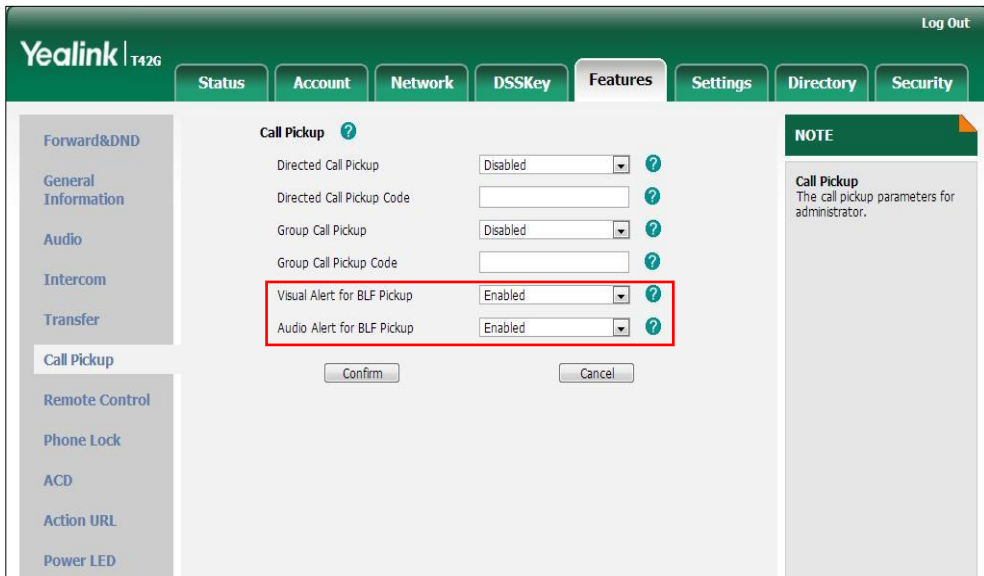 Log Out
Yealink | T42G
Status Account Network DSSKey Features Settings Directory Security
Forward&DND
General
Information
Audio
Intercom
Transfer
Call Pickup
Remote Control
Phone Lock
ACD
Action URL
Power LED
Call Pickup ?
Directed Call Pickup Disabled ?
Directed Call Pickup Code ?
Group Call Pickup Disabled ?
Group Call Pickup Code ?
Visual Alert for BLF Pickup Enabled ?
Audio Alert for BLF Pickup Enabled ?
Confirm Cancel
NOTE
Call Pickup
The call pickup parameters for
administrator.